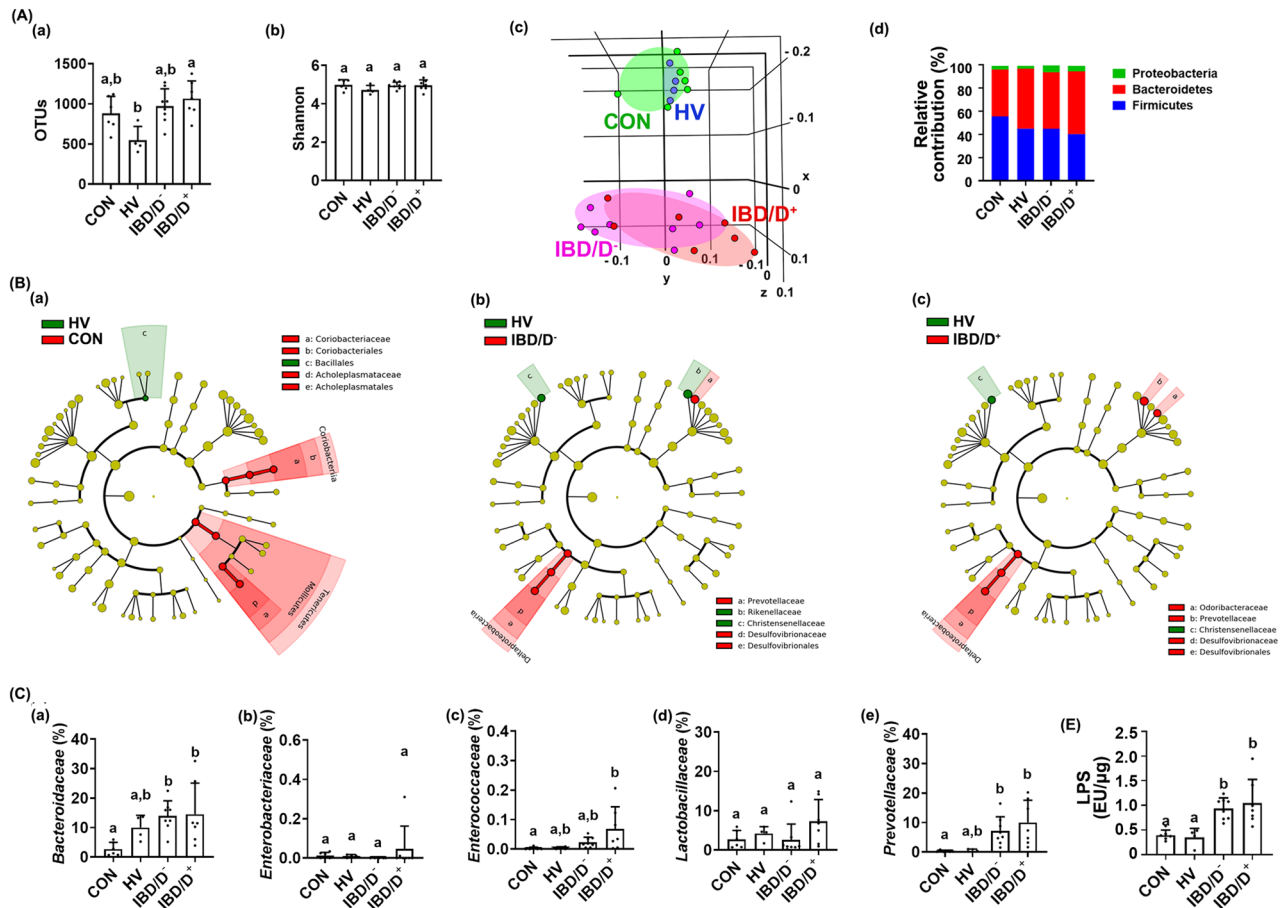 (A)
(a)
OTUs
1500
1000
500
0
a,b
b
a,b
a
CON
HV
IBD/D-
IBD/D+
(b)
Shannon
6
4
2
0
a
a
a
a
CON
HV
IBD/D-
IBD/D+
(c)
CON
HV
IBD/D-
IBD/D+
- 0.2
- 0.1
x
0
0.1
- 0.1
0
0.1
y
- 0.1
0
z
0.1
(d)
Relative
contribution (%)
100
80
60
40
20
0
CON
HV
IBD/D-
IBD/D+
Proteobacteria
Bacteroidetes
Firmicutes
(B)
(a)
HV
CON
a: Coriobacteriaceae
b: Coriobacteriales
c: Bacillales
d: Acholeplasmataceae
e: Acholeplasmatales
c
a
b
Coriobacteriia
d
e
Mollicutes
Tenericutes
(b)
HV
IBD/D-
c
b
a
d
e
Deltaproteobacteria
a: Prevotellaceae
b: Rikenellaceae
c: Christensenellaceae
d: Desulfovibrionaceae
e: Desulfovibrionales
(c)
HV
IBD/D+
c
b
a
d
e
Deltaproteobacteria
a: Odoribacteraceae
b: Prevotellaceae
c: Christensenellaceae
d: Desulfovibrionaceae
e: Desulfovibrionales
(C)
(a)
Bacteroidaceae (%)
40
30
20
10
0
a
a,b
b
b
CON
HV
IBD/D-
IBD/D+
(b)
Enterobacteriaceae (%)
0.6
0.4
0.2
0.0
a
a
a
a
CON
HV
IBD/D-
IBD/D+
(c)
Enterococcaceae (%)
0.4
0.3
0.2
0.1
0.0
a
a,b
a,b
b
CON
HV
IBD/D-
IBD/D+
(d)
Lactobacillaceae (%)
30
20
10
0
a
a
a
a
CON
HV
IBD/D-
IBD/D+
(e)
Prevotellaceae (%)
40
30
20
10
0
a
a,b
b
b
CON
HV
IBD/D-
IBD/D+
(E)
LPS
(EU/μg)
2.5
2.0
1.5
1.0
0.5
0.0
a
a
b
b
CON
HV
IBD/D-
IBD/D+